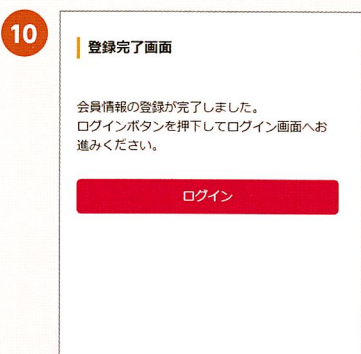 10
登録完了画面
会員情報の登録が完了しました。
ログインボタンを押下してログイン画面へお
進みください。
ログイン